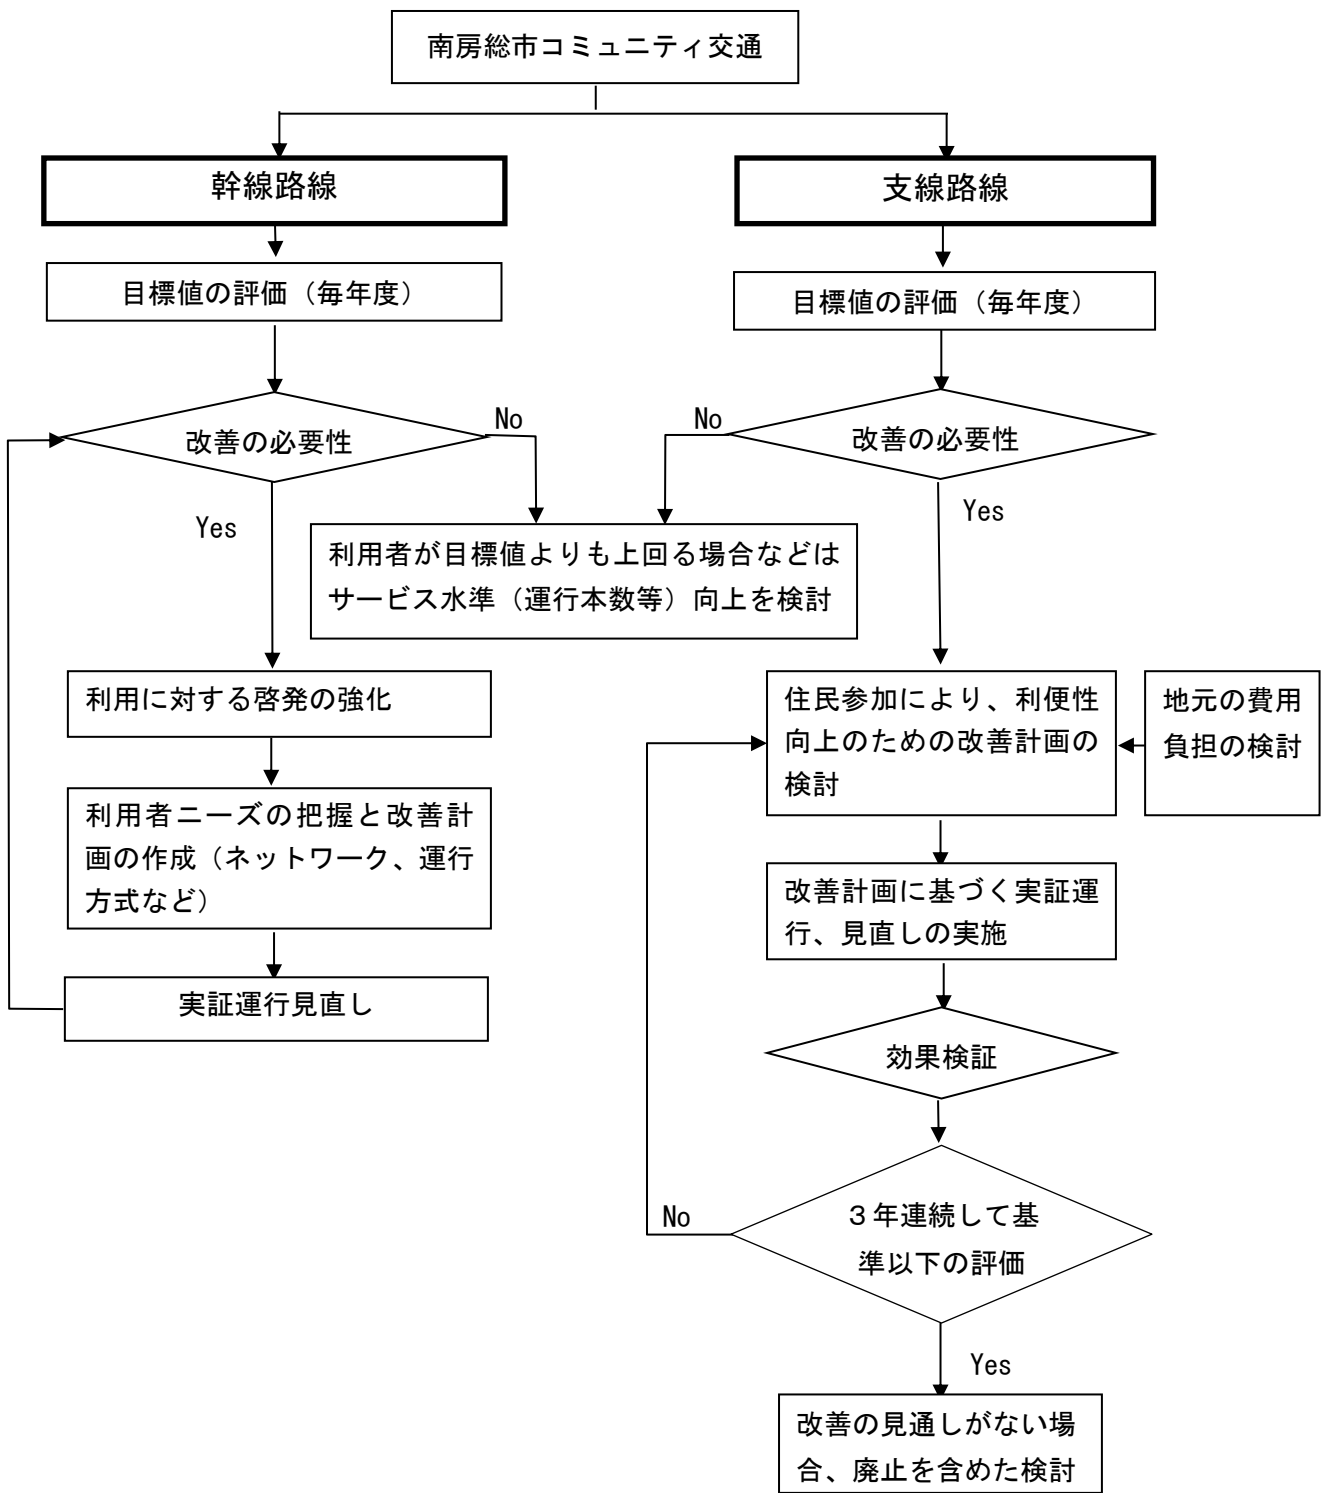 南房総市コミュニティ交通
幹線路線
支線路線
目標値の評価（毎年度）
目標値の評価（毎年度）
改善の必要性
No
No
改善の必要性
Yes
Yes
利用者が目標値よりも上回る場合などは
サービス水準（運行本数等）向上を検討
利用に対する啓発の強化
利用者ニーズの把握と改善計
画の作成（ネットワーク、運行
方式など）
実証運行見直し
住民参加により、利便性
向上のための改善計画の
検討
地元の費用
負担の検討
改善計画に基づく実証運
行、見直しの実施
効果検証
No
３年連続して基
準以下の評価
Yes
改善の見通しがない場
合、廃止を含めた検討